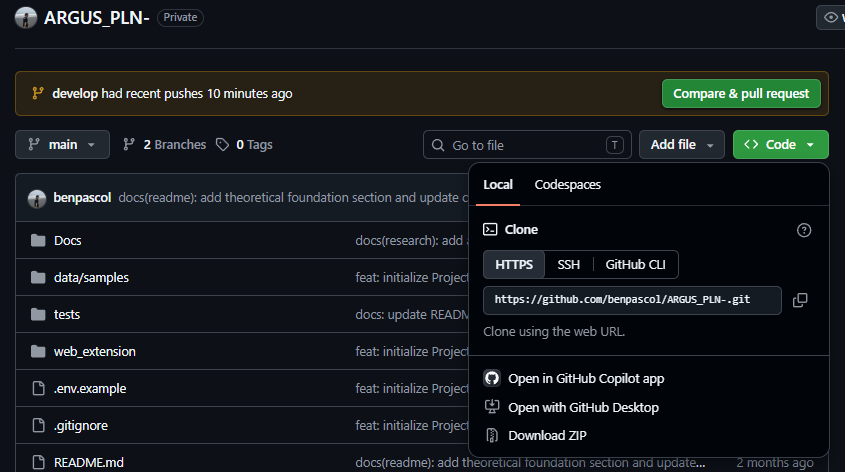 ARGUS_PLN- Private
develop had recent pushes 10 minutes ago Compare & pull request
main 2 Branches 0 Tags Go to file T Add file Code
benpascol docs(readme): add theoretical foundation section and update
Local Codespaces
Clone
HTTPS SSH GitHub CLI
https://github.com/benpascol/ARGUS_PLN-.git
Clone using the web URL.
Open in GitHub Copilot app
Open with GitHub Desktop
Download ZIP
Docs docs(research): add
data/samples feat: initialize Projec
tests docs: update READM
web_extension feat: initialize Projec
.env.example feat: initialize Projec
.gitignore feat: initialize Projec
README.md docs(readme): add theoretical foundation section and update... 2 months ago